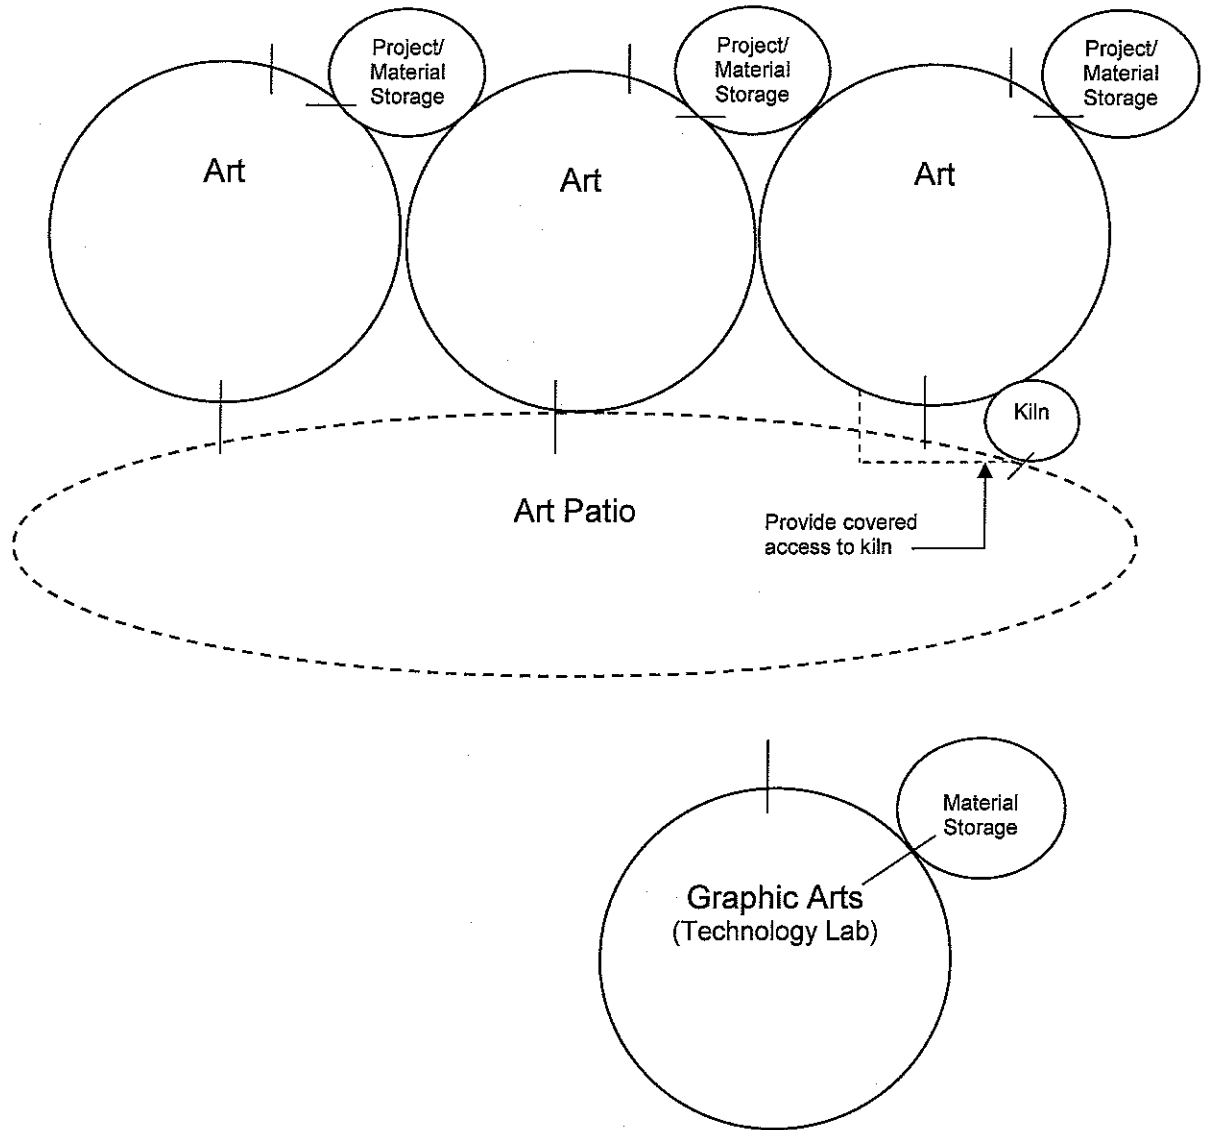 Project/
Material
Storage
Project/
Material
Storage
Project/
Material
Storage
Art
Art
Art
Kiln
Art Patio
Provide covered
access to kiln
Material
Storage
Graphic Arts
(Technology Lab)